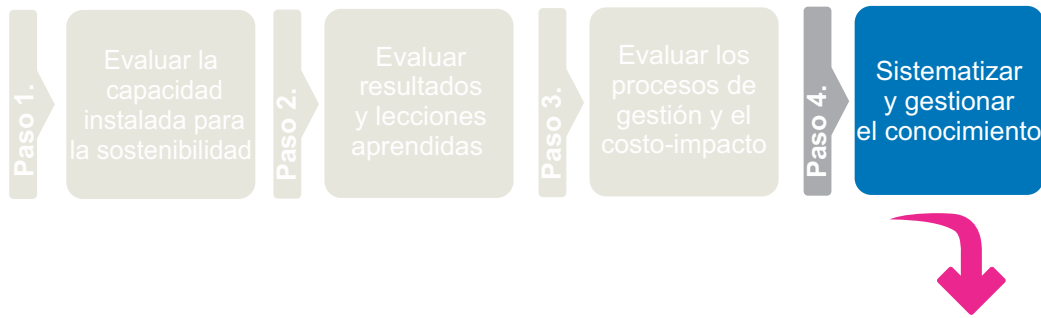 Paso 1.
Evaluar la
capacidad
instalada para
la sostenibilidad
Paso 2.
Evaluar
resultados
y lecciones
aprendidas
Paso 3.
Evaluar los
procesos de
gestión y el
costo-impacto
Paso 4.
Sistematizar
y gestionar
el conocimiento